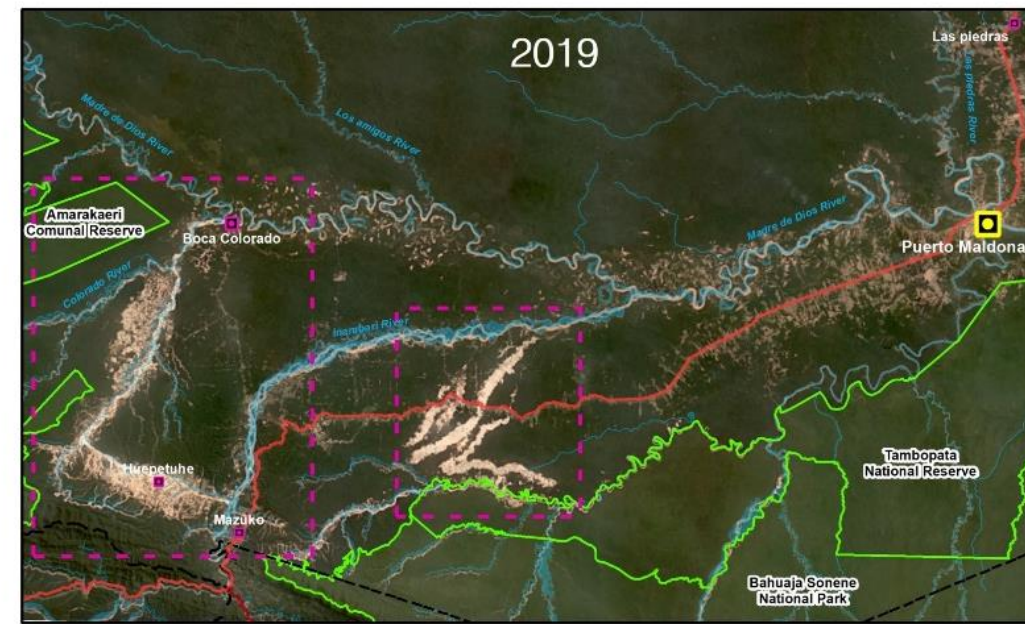 2019
Las piedras
Las piedras River
Madre de Dios River
Los amigos River
Amarakaeri
Comunal Reserve
Boca Colorado
Madre de Dios River
Puerto Maldona
Colorado River
Inambari River
Huepetuhe
Mazuko
Tambopata
National Reserve
Bahuaja Sonene
National Park